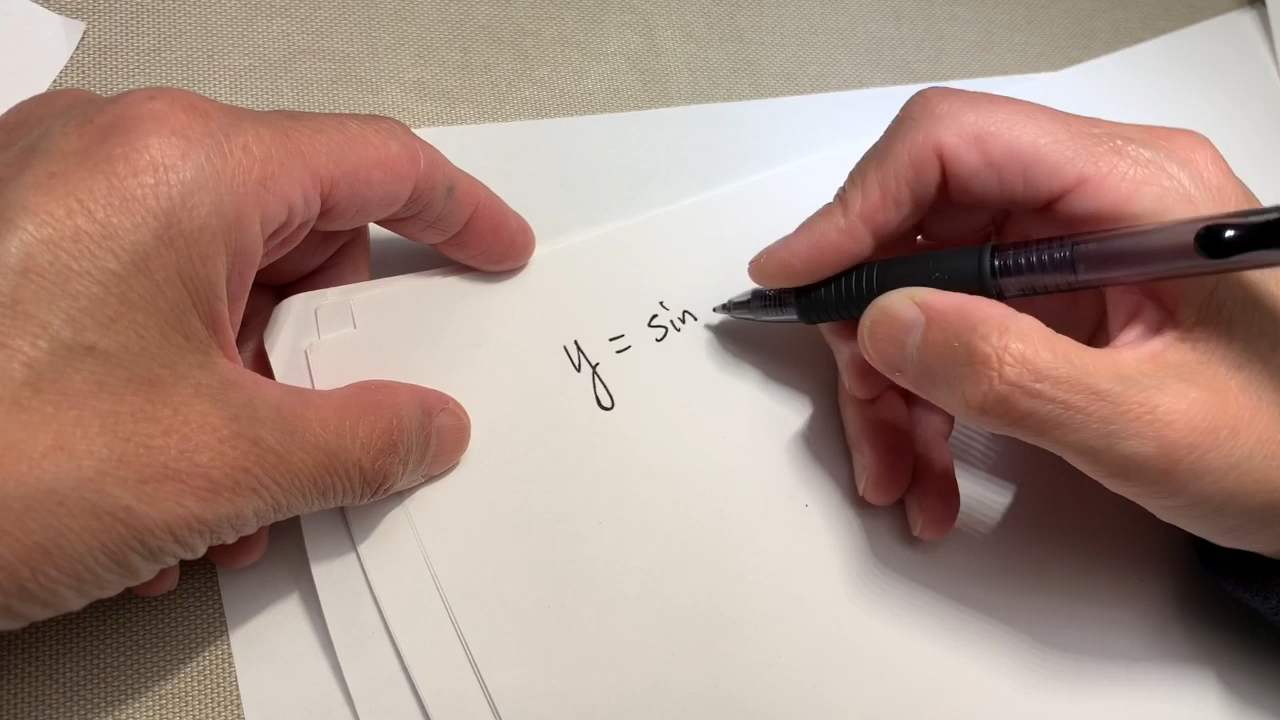 y = sin